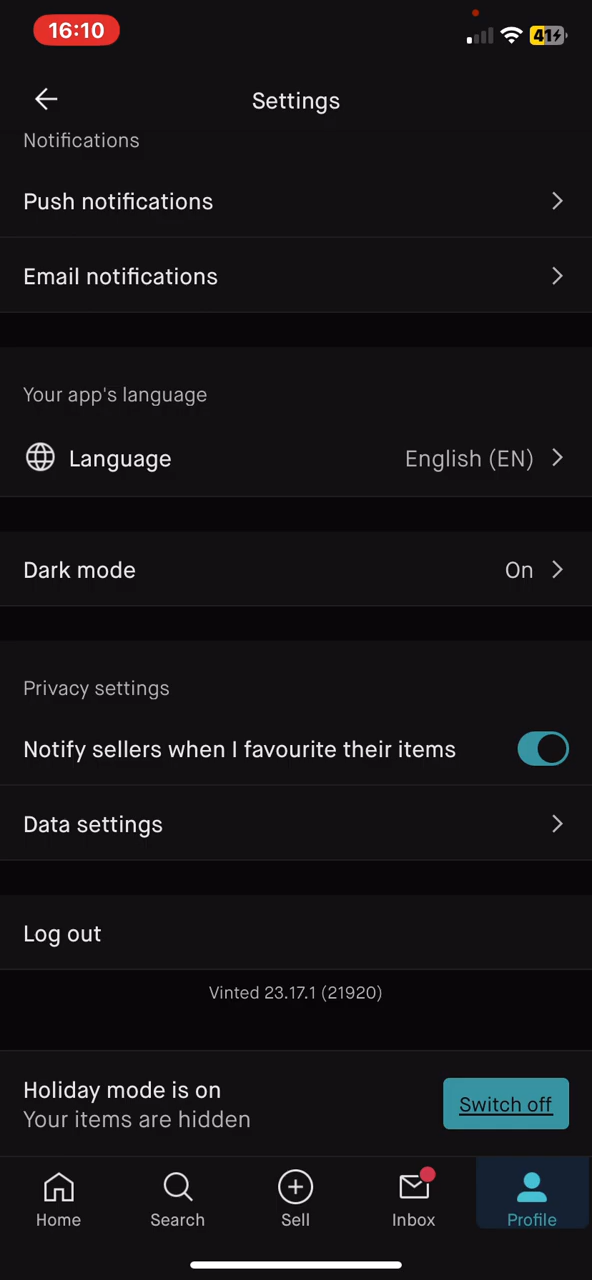 16:10
41
Settings
Notifications
Push notifications
Email notifications
Your app's language
Language English (EN)
Dark mode On
Privacy settings
Notify sellers when I favourite their items
Data settings
Log out
Vinted 23.17.1 (21920)
Holiday mode is on
Your items are hidden
Switch off
Home Search Sell Inbox Profile